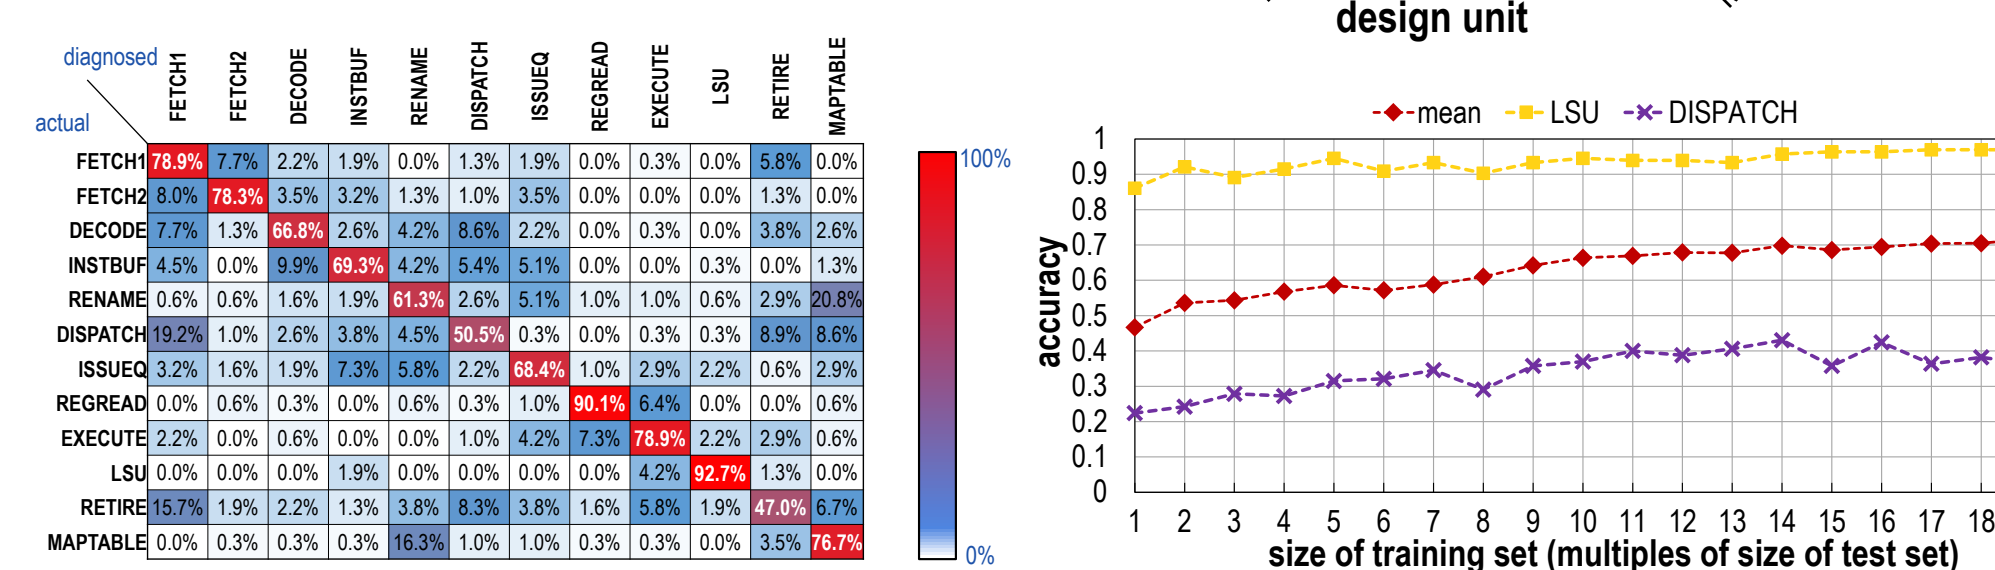 diagnosed
actual
FETCH1 FETCH2 DECODE INSTBUF RENAME DISPATCH ISSUEQ REGREAD EXECUTE LSU RETIRE MAPTABLE
FETCH1 78.9% 7.7% 2.2% 1.9% 0.0% 1.3% 1.9% 0.0% 0.3% 0.0% 5.8% 0.0%
FETCH2 8.0% 78.3% 3.5% 3.2% 1.3% 1.0% 3.5% 0.0% 0.0% 0.0% 1.3% 0.0%
DECODE 7.7% 1.3% 66.8% 2.6% 4.2% 8.6% 2.2% 0.0% 0.3% 0.0% 3.8% 2.6%
INSTBUF 4.5% 0.0% 9.9% 69.3% 4.2% 5.4% 5.1% 0.0% 0.0% 0.3% 0.0% 1.3%
RENAME 0.6% 0.6% 1.6% 1.9% 61.3% 2.6% 5.1% 1.0% 1.0% 0.6% 2.9% 20.8%
DISPATCH 19.2% 1.0% 2.6% 3.8% 4.5% 50.5% 0.3% 0.0% 0.3% 0.3% 8.9% 8.6%
ISSUEQ 3.2% 1.6% 1.9% 7.3% 5.8% 2.2% 68.4% 1.0% 2.9% 2.2% 0.6% 2.9%
REGREAD 0.0% 0.6% 0.3% 0.0% 0.6% 0.3% 1.0% 90.1% 6.4% 0.0% 0.0% 0.6%
EXECUTE 2.2% 0.0% 0.6% 0.0% 0.0% 1.0% 4.2% 7.3% 78.9% 2.2% 2.9% 0.6%
LSU 0.0% 0.0% 0.0% 1.9% 0.0% 0.0% 0.0% 0.0% 4.2% 92.7% 1.3% 0.0%
RETIRE 15.7% 1.9% 2.2% 1.3% 3.8% 8.3% 3.8% 1.6% 5.8% 1.9% 47.0% 6.7%
MAPTABLE 0.0% 0.3% 0.3% 0.3% 16.3% 1.0% 1.0% 0.3% 0.3% 0.0% 3.5% 76.7%
100%
0%
design unit
mean LSU DISPATCH
accuracy
1
0.9
0.8
0.7
0.6
0.5
0.4
0.3
0.2
0.1
0
1 2 3 4 5 6 7 8 9 10 11 12 13 14 15 16 17 18
size of training set (multiples of size of test set)